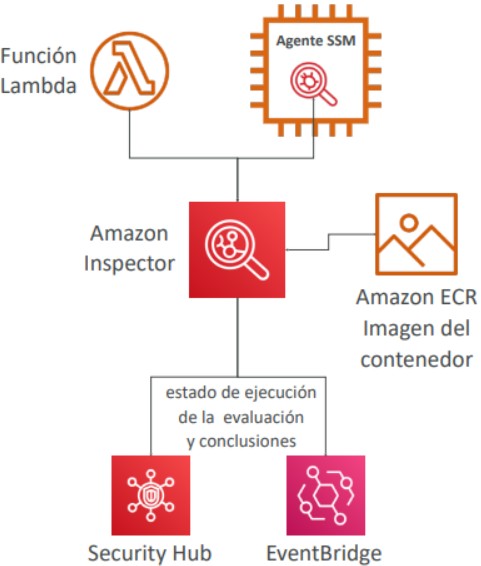 Función
Lambda
Agente SSM
Amazon
Inspector
Amazon ECR
Imagen del
contenedor
estado de ejecución
de la evaluación
y conclusiones
Security Hub
EventBridge